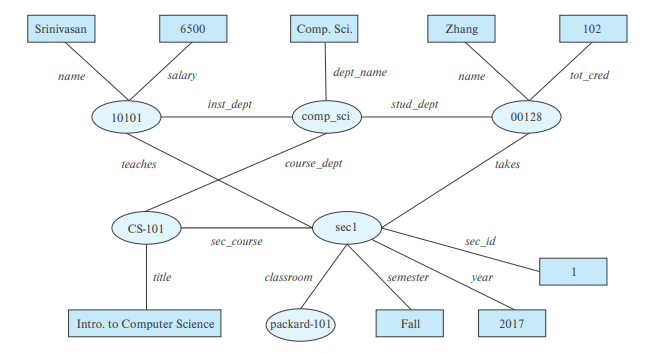 Srinivasan
6500
Comp. Sci.
Zhang
102
name
salary
dept_name
name
tot_cred
10101
inst_dept
comp_sci
stud_dept
00128
teaches
course_dept
takes
CS-101
sec_course
sec1
sec_id
title
classroom
semester
year
1
Intro. to Computer Science
packard-101
Fall
2017